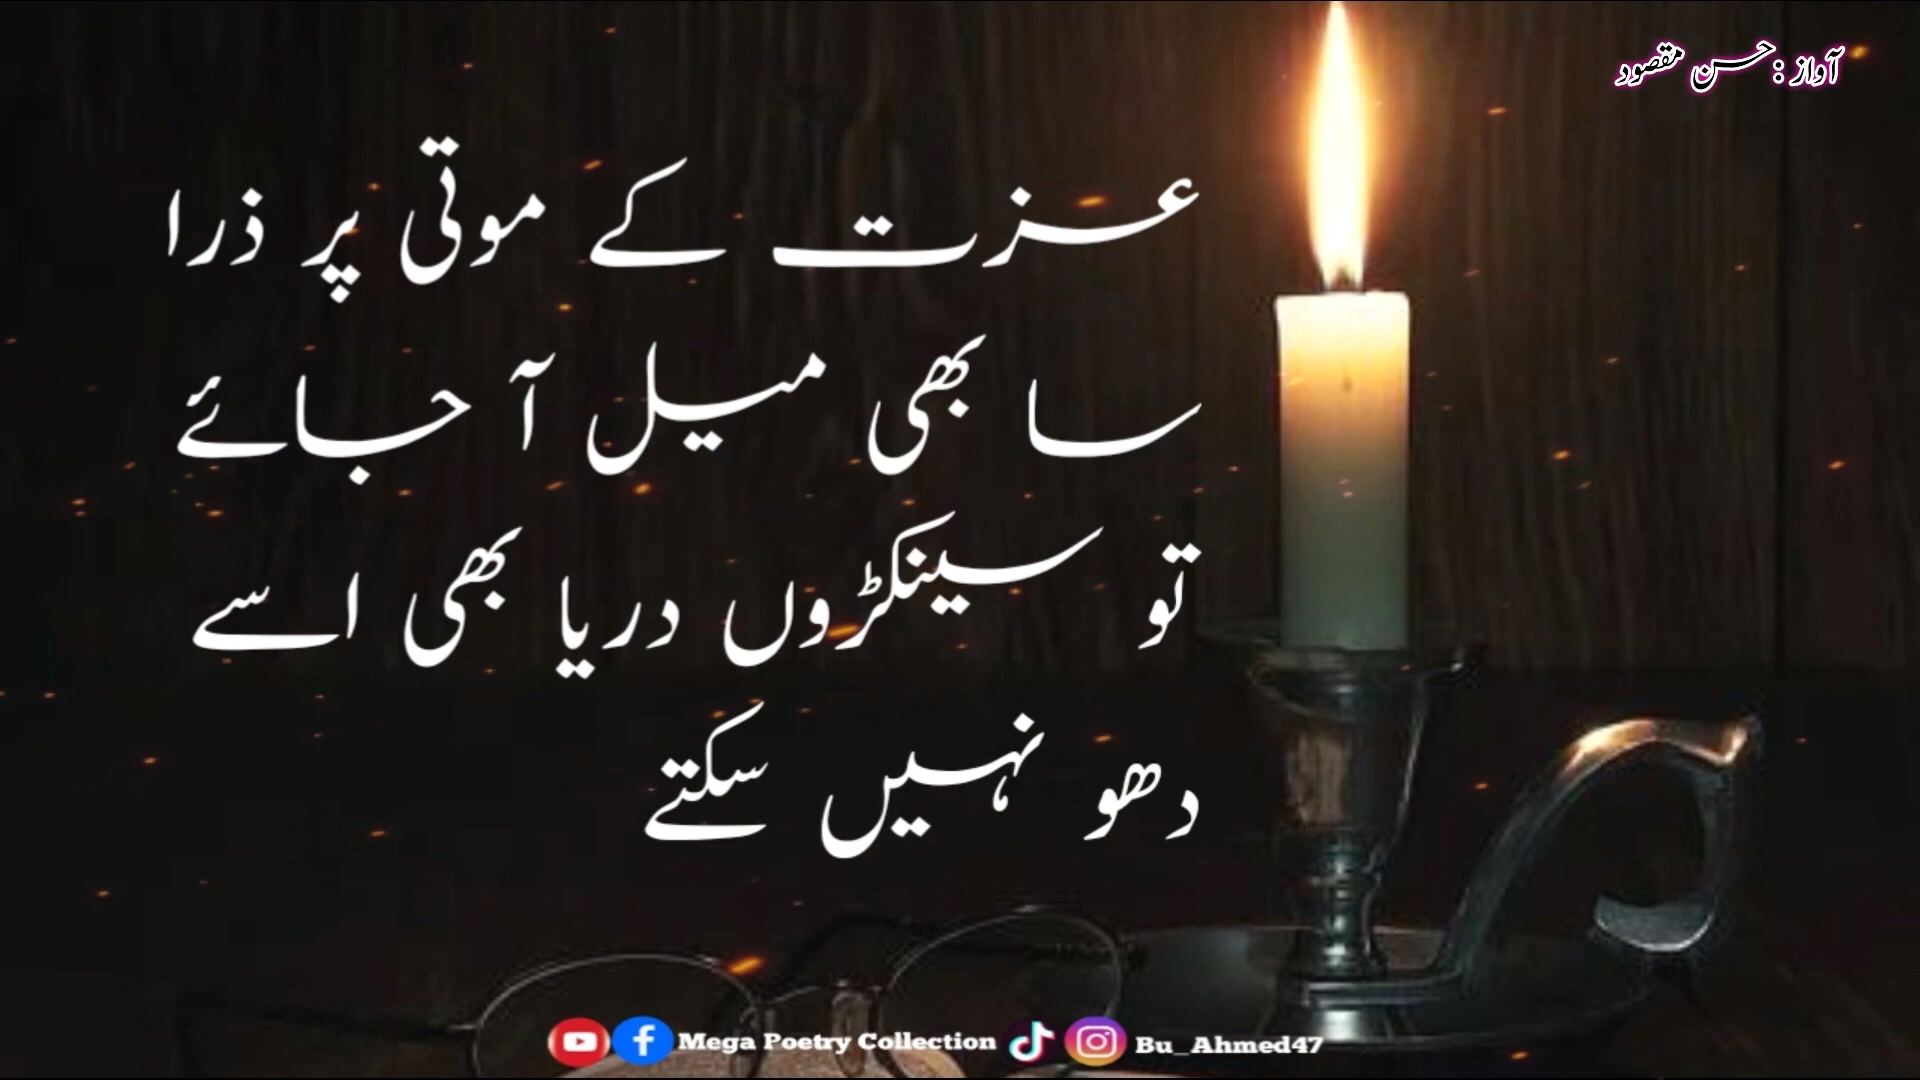 آواز : حسن مقصود
عزت کے موتی پر ذرا
سا بھی میل آ جائے
تو سینکڑوں دریا بھی اسے
دھو نہیں سکتے
Mega Poetry Collection Bu_Ahmed47